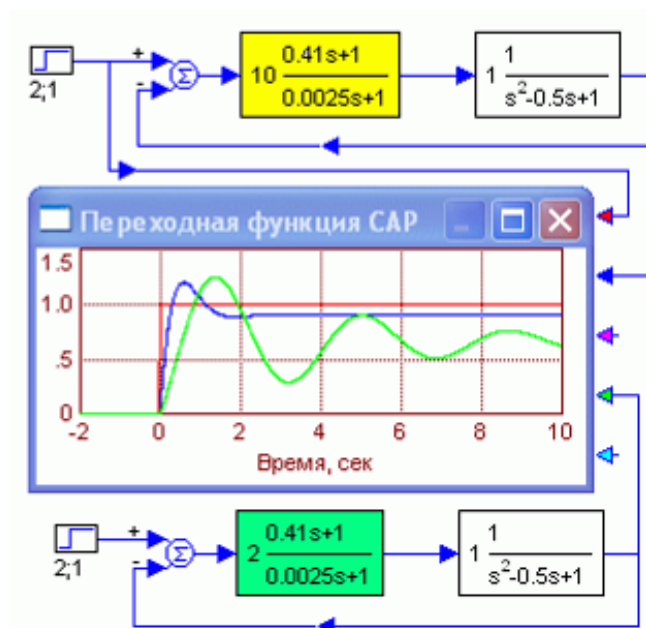 +
-
Σ
2;1
10 0.41s+1
0.0025s+1
1 1
s²-0.5s+1
Переходная функция САР
1.5
1.0
.5
0
-2 0 2 4 6 8 10
Время, сек
+
-
Σ
2;1
2 0.41s+1
0.0025s+1
1 1
s²-0.5s+1